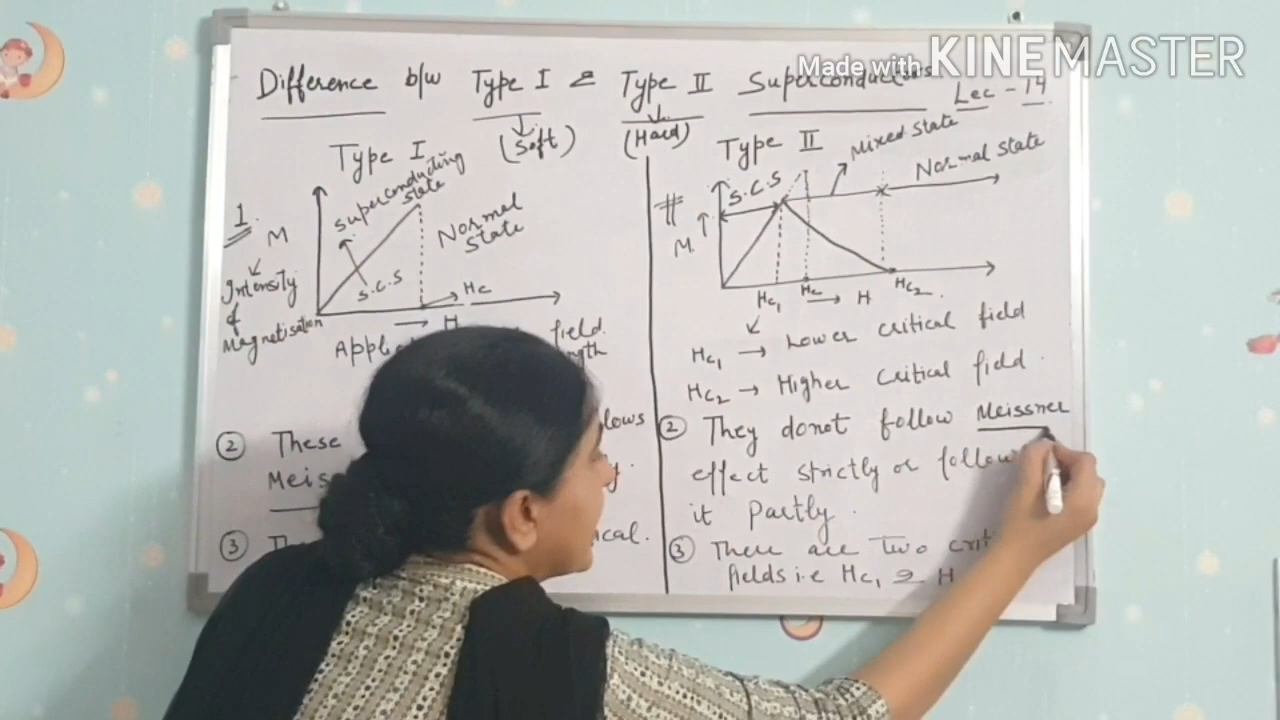 Made with KINEMASTER
Difference b/w Type I & Type II Superconductors
Lec - 14
(Soft)
(Hard)
Type I
1.
M
Intensity
of
Magnetisation
Superconducting
state
S.C.S
Normal
State
Hc
H
field
②
These
lows
Meis
③
ical.
Type II
#
M
S.C.S
Mixed State
Normal State
Hc1 Hc → H Hc2
Hc1 → Lower critical field
Hc2 → Higher critical field.
② They donot follow Meissner
effect strictly or follow
it Partly.
③ There are Two
fields i.e Hc1 &